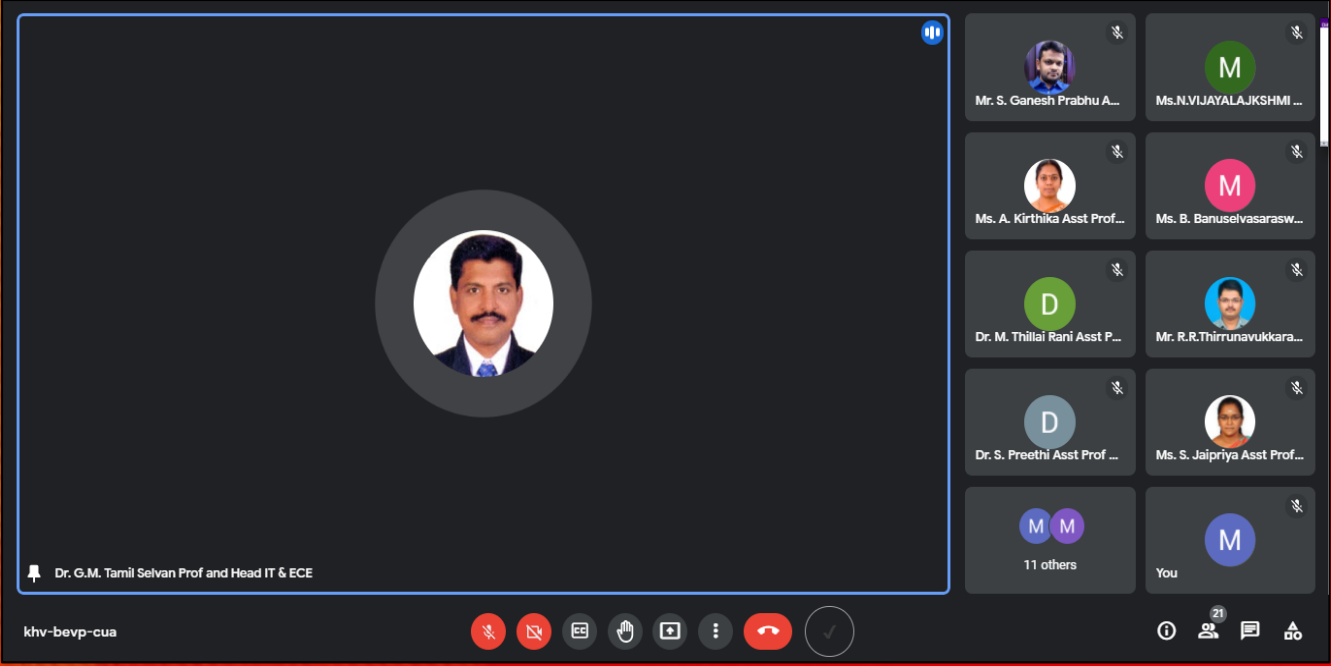 Mr. S. Ganesh Prabhu A...
M
Ms.N.VIJAYALAJKSHMI ...
Ms. A. Kirthika Asst Prof...
M
Ms. B. Banuselvasarasw...
D
Dr. M. Thillai Rani Asst P...
Mr. R.R.Thirrunavukkara...
D
Dr. S. Preethi Asst Prof ...
Ms. S. Jaipriya Asst Prof...
M M
11 others
M
You
Dr. G.M. Tamil Selvan Prof and Head IT & ECE
khv-bevp-cua
CC
21